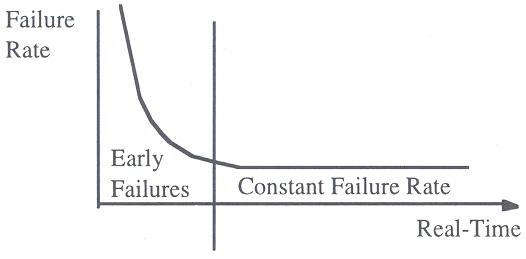 Failure
Rate
Early
Failures
Constant Failure Rate
Real-Time